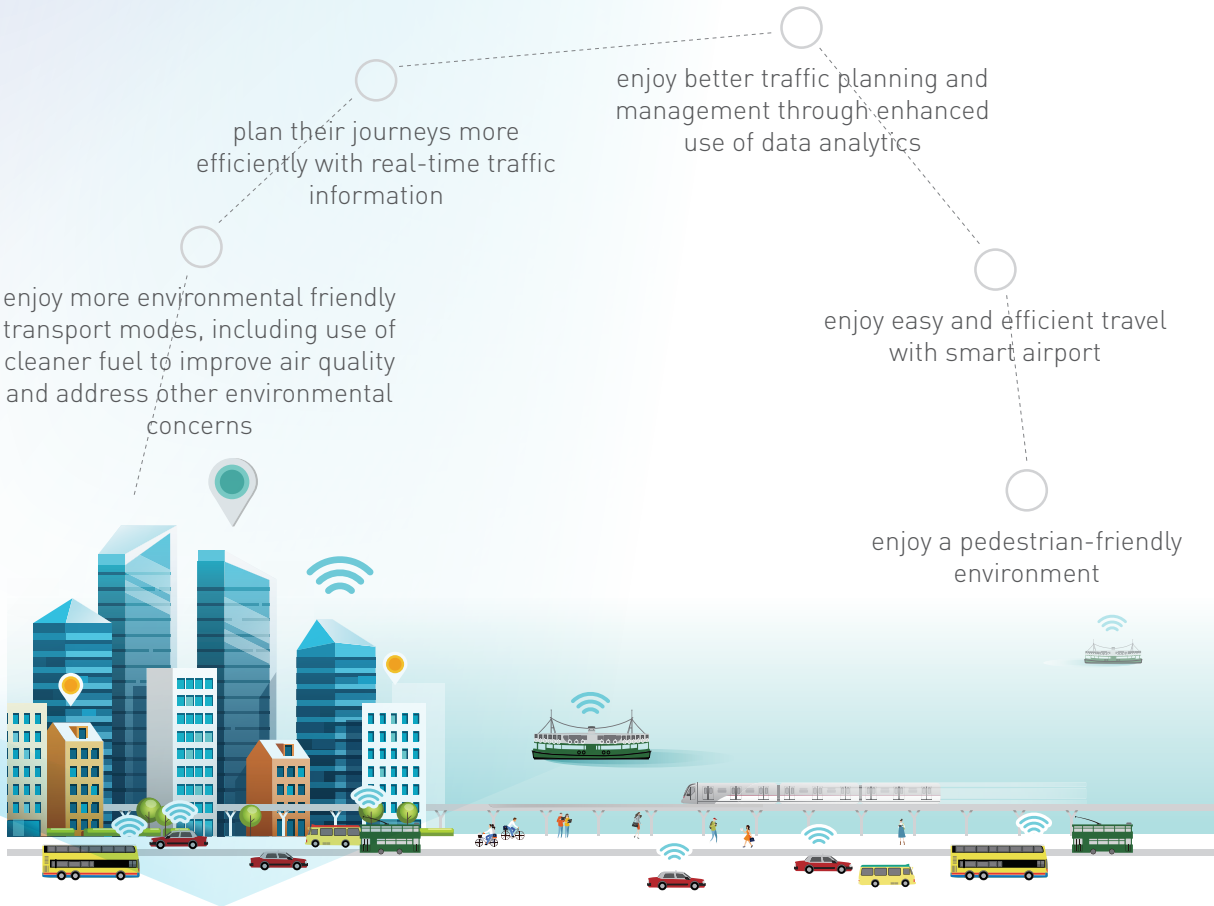 enjoy better traffic planning and
management through enhanced
use of data analytics
plan their journeys more
efficiently with real-time traffic
information
enjoy more environmental friendly
transport modes, including use of
cleaner fuel to improve air quality
and address other environmental
concerns
enjoy easy and efficient travel
with smart airport
enjoy a pedestrian-friendly
environment